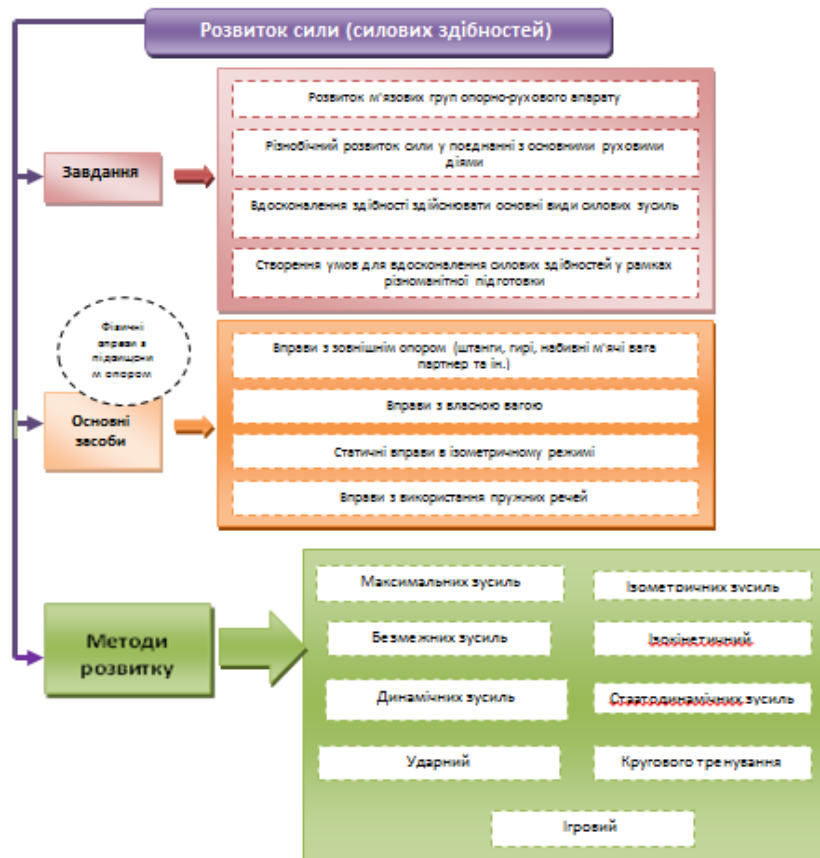 Розвиток сили (силових здібностей)
Завдання
Розвиток м'язових груп опорно-рухового апарату
Різнобічний розвиток сили у поєднанні з основними руховими
діями
Вдосконалення здібності здійснювати основні види силових зусиль
Створення умов для вдосконалення силових здібностей у рамках
різноманітної підготовки
Фізичні
вправи з
підвищени
м опором
Основні
засоби
Вправи з зовнішнім опором (штанги, гирі, набивні м'ячі вага
партнер та ін.)
Вправи з власною вагою
Статичні вправи в ізометричному режимі
Вправи з використання пружних речей
Методи
розвитку
Максимальних зусиль
Ізометричних зусиль
Безмежних зусиль
Ізокінетичний
Динамічних зусиль
Стаатодинамічних зусиль
Ударний
Кругового тренування
Ігровий